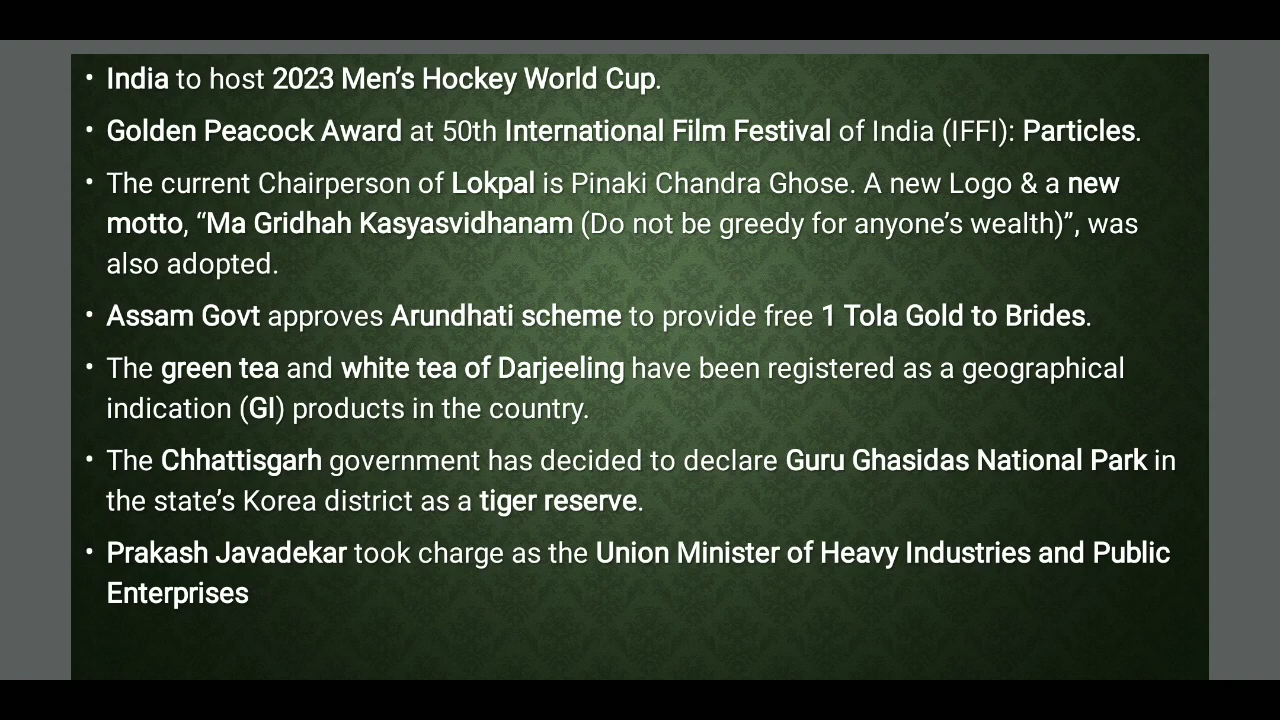 • India to host 2023 Men's Hockey World Cup.
• Golden Peacock Award at 50th International Film Festival of India (IFFI): Particles.
• The current Chairperson of Lokpal is Pinaki Chandra Ghose. A new Logo & a new
motto, “Ma Gridhah Kasyasvidhanam (Do not be greedy for anyone's wealth)”, was
also adopted.
• Assam Govt approves Arundhati scheme to provide free 1 Tola Gold to Brides.
• The green tea and white tea of Darjeeling have been registered as a geographical
indication (GI) products in the country.
• The Chhattisgarh government has decided to declare Guru Ghasidas National Park in
the state's Korea district as a tiger reserve.
• Prakash Javadekar took charge as the Union Minister of Heavy Industries and Public
Enterprises